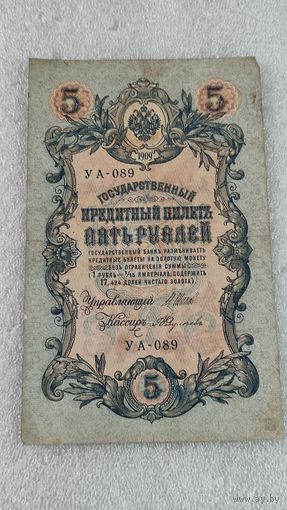 5 5
1909
УА-089
ГОСУДАРСТВЕННЫЙ
КРЕДИТНЫЙ БИЛЕТЪ
ПЯТЬ РУБЛЕЙ
ГОСУДАРСТВЕННЫЙ БАНКЪ РАЗМѢНИВАЕТЪ
КРЕДИТНЫЕ БИЛЕТЫ НА ЗОЛОТУЮ МОНЕТУ
БЕЗЪ ОГРАНИЧЕНІЯ СУММЫ
(1 РУБЛЬ = 1/15 ИМПЕРІАЛА, СОДЕРЖИТЪ
17,424 ДОЛЕЙ ЧИСТАГО ЗОЛОТА).
Управляющій
Кассиръ
УА-089
5
www.ay.by